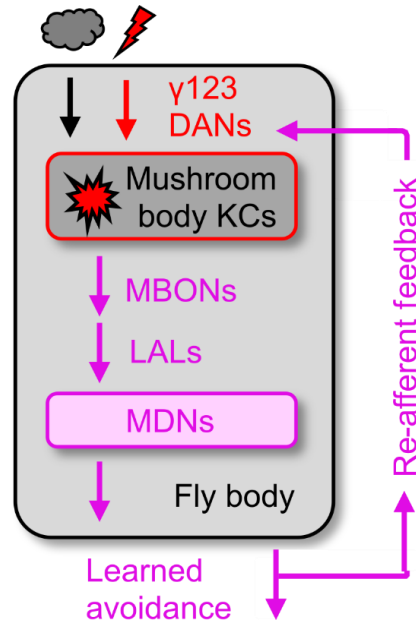 γ123
DANs
Mushroom
body KCs
MBONs
LALs
MDNs
Fly body
Learned
avoidance
Re-afferent feedback